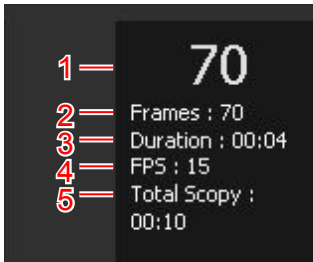 1 70
2 Frames : 70
3 Duration : 00:04
4 FPS : 15
5 Total Scopy :
00:10